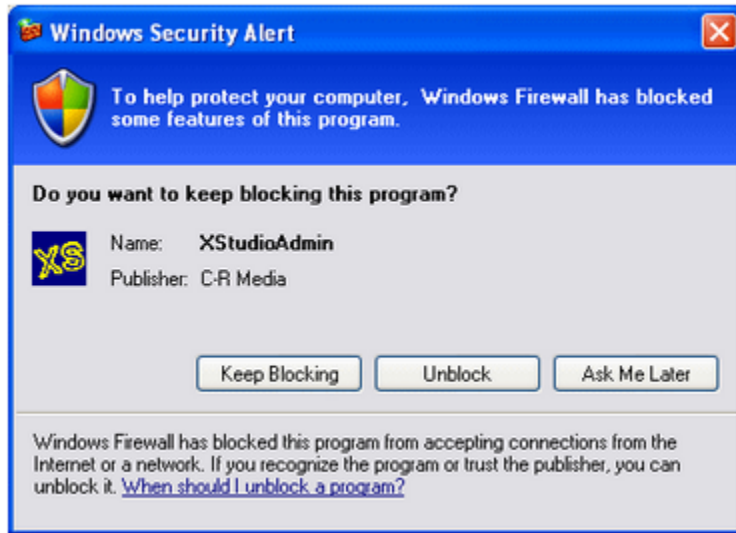 Windows Security Alert
To help protect your computer, Windows Firewall has blocked
some features of this program.
Do you want to keep blocking this program?
XS
Name: XStudioAdmin
Publisher: C-R Media
Keep Blocking Unblock Ask Me Later
Windows Firewall has blocked this program from accepting connections from the
Internet or a network. If you recognize the program or trust the publisher, you can
unblock it. When should I unblock a program?